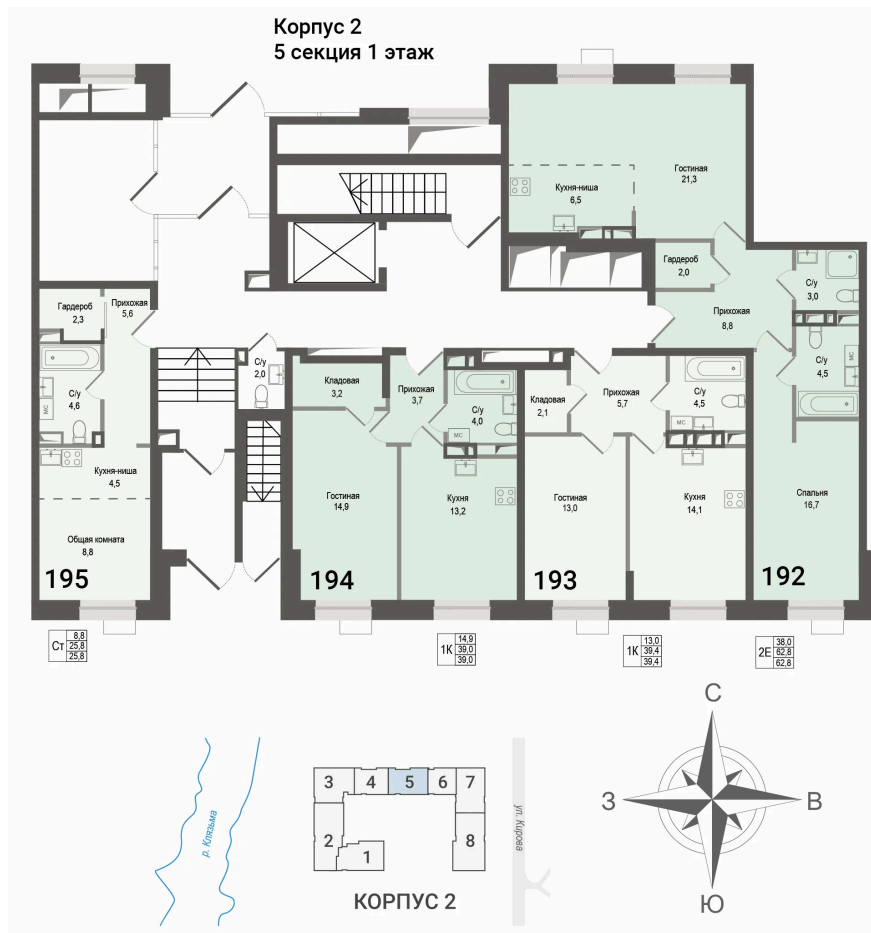 Корпус 2
5 секция 1 этаж
Гостиная
21,3
Кухня-ниша
6,5
Гардероб
2,0
С/у
3,0
Прихожая
8,8
С/у
4,5
МС
Спальня
16,7
192
Гардероб
2,3
Прихожая
5,6
С/у
4,6
МС
Кухня-ниша
4,5
Общая комната
8,8
195
С/у
2,0
Кладовая
3,2
Прихожая
3,7
С/у
4,0
МС
Гостиная
14,9
Кухня
13,2
194
Кладовая
2,1
Прихожая
5,7
С/у
4,5
МС
Гостиная
13,0
Кухня
14,1
193
Ст
8,8
25,8
25,8
1К
14,9
39,0
39,0
1К
13,0
39,4
39,4
2Е
38,0
62,8
62,8
р. Клязьма
3
4
5
6
7
2
1
8
КОРПУС 2
ул. Кирова
С
З
В
Ю